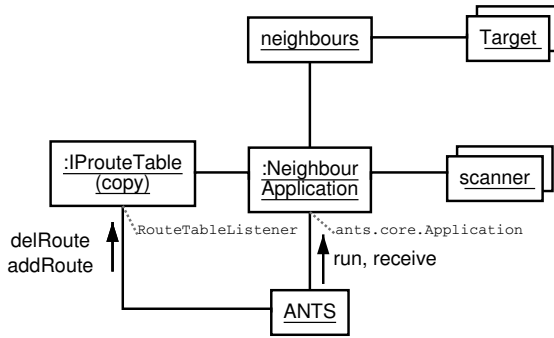 neighbours
Target
:IProuteTable
(copy)
:Neighbour
Application
scanner
RouteTableListener
ants.core.Application
delRoute
addRoute
run, receive
ANTS